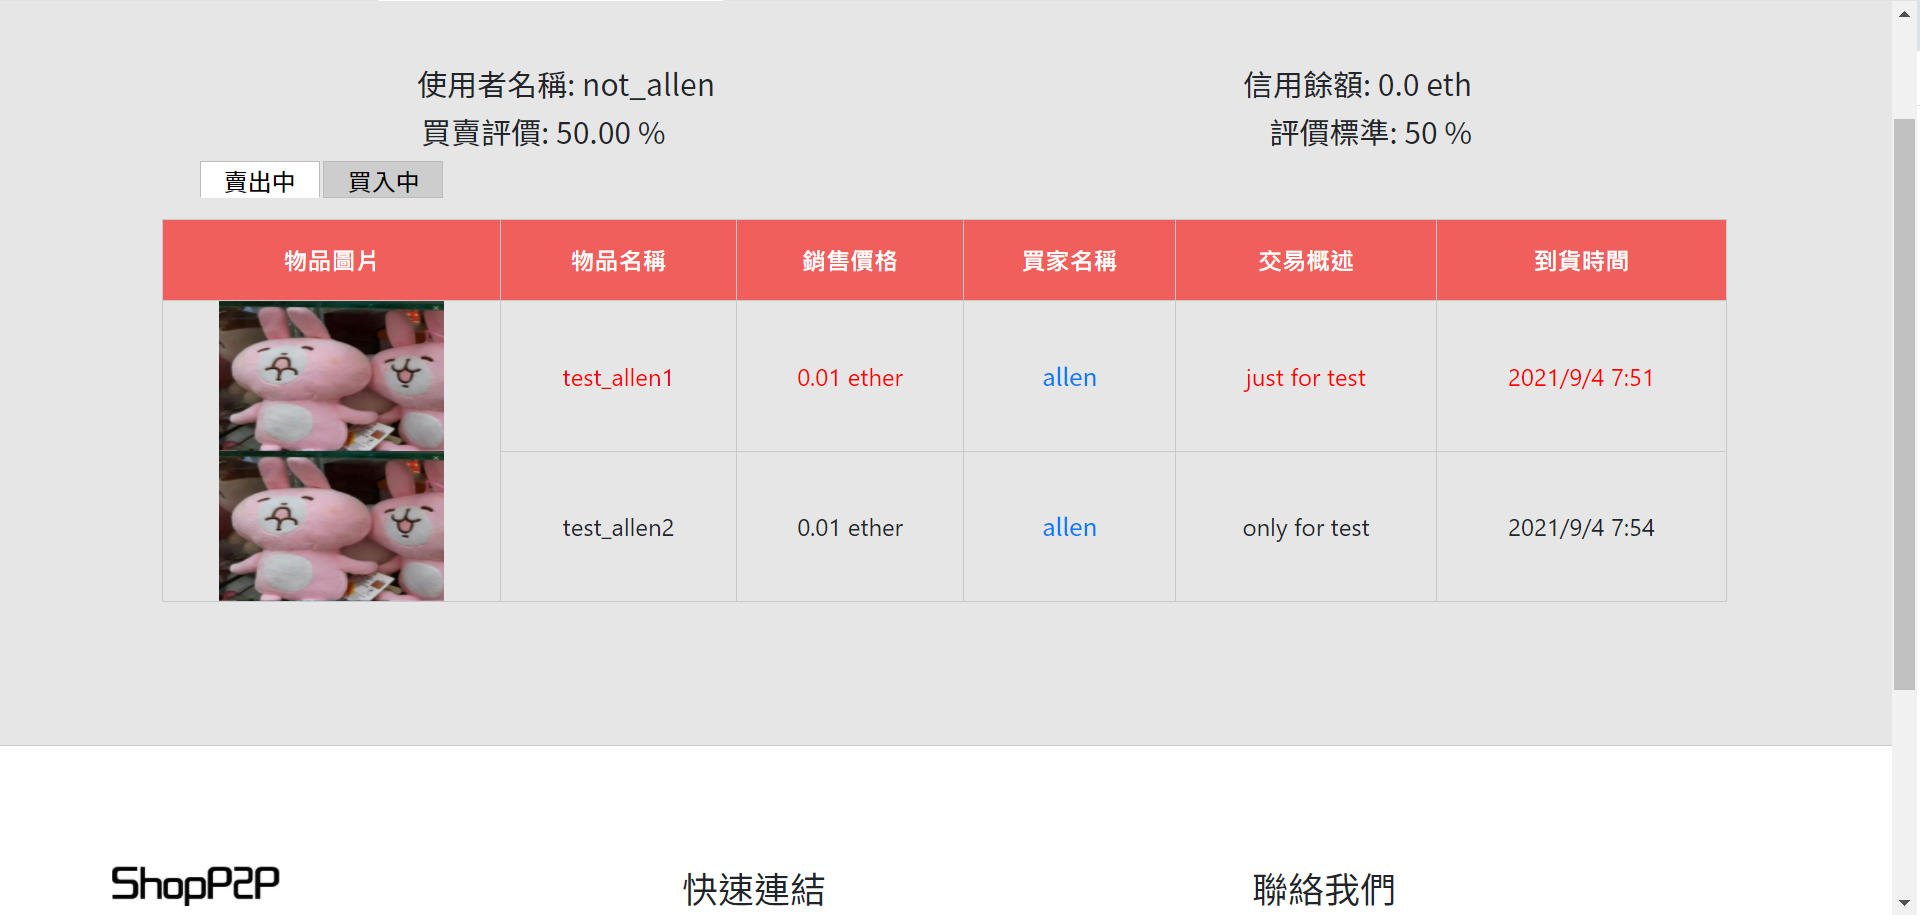 使用者名稱: not_allen 信用餘額: 0.0 eth
買賣評價: 50.00 % 評價標準: 50 %
賣出中 買入中
物品圖片 物品名稱 銷售價格 買家名稱 交易概述 到貨時間
test_allen1 0.01 ether allen just for test 2021/9/4 7:51
test_allen2 0.01 ether allen only for test 2021/9/4 7:54
ShopP2P 快速連結 聯絡我們